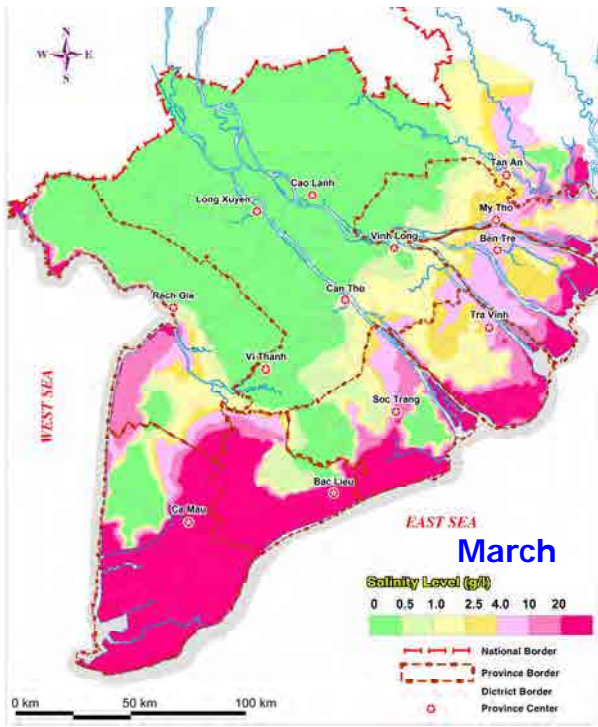 N
W E
S
Tan An
Cao Lanh
Long Xuyen
My Tho
Vinh Long
Ben Tre
Can Tho
Rach Gia
Tra Vinh
Vi Thanh
WEST SEA
Soc Trang
Bac Lieu
Ca Mau
EAST SEA
March
Salinity Level (g/l)
0 0.5 1.0 2.5 4.0 10 20
National Border
Province Border
Dictrict Border
Province Center
0 km 50 km 100 km